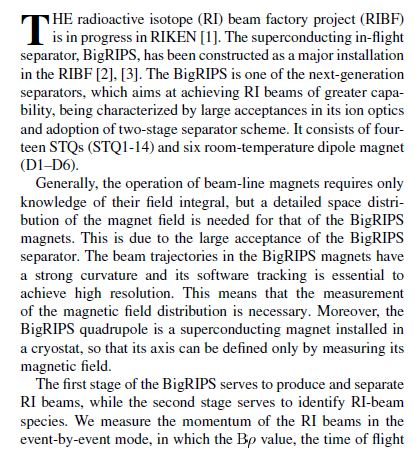 THE radioactive isotope (RI) beam factory project (RIBF)
is in progress in RIKEN [1]. The superconducting in-flight
separator, BigRIPS, has been constructed as a major installation
in the RIBF [2], [3]. The BigRIPS is one of the next-generation
separators, which aims at achieving RI beams of greater capa-
bility, being characterized by large acceptances in its ion optics
and adoption of two-stage separator scheme. It consists of four-
teen STQs (STQ1-14) and six room-temperature dipole magnet
(D1–D6).
Generally, the operation of beam-line magnets requires only
knowledge of their field integral, but a detailed space distri-
bution of the magnet field is needed for that of the BigRIPS
magnets. This is due to the large acceptance of the BigRIPS
separator. The beam trajectories in the BigRIPS magnets have
a strong curvature and its software tracking is essential to
achieve high resolution. This means that the measurement
of the magnetic field distribution is necessary. Moreover, the
BigRIPS quadrupole is a superconducting magnet installed in
a cryostat, so that its axis can be defined only by measuring its
magnetic field.
The first stage of the BigRIPS serves to produce and separate
RI beams, while the second stage serves to identify RI-beam
species. We measure the momentum of the RI beams in the
event-by-event mode, in which the Bρ value, the time of flight